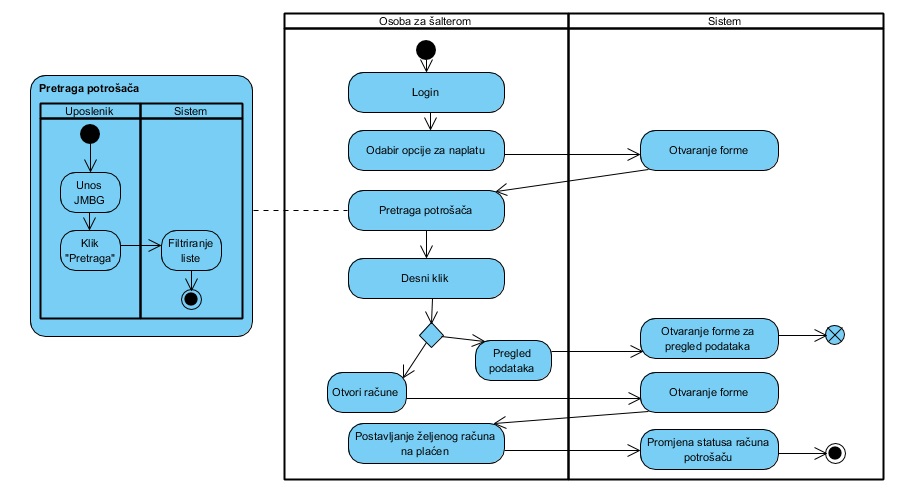 Pretraga potrošača
Uposlenik
Sistem
Unos
JMBG
Klik
"Pretraga"
Filtriranje
liste
Osoba za šalterom
Sistem
Login
Odabir opcije za naplatu
Otvaranje forme
Pretraga potrošača
Desni klik
Pregled
podataka
Otvaranje forme za
pregled podataka
Otvori račune
Otvaranje forme
Postavljanje željenog računa
na plaćen
Promjena statusa računa
potrošaču